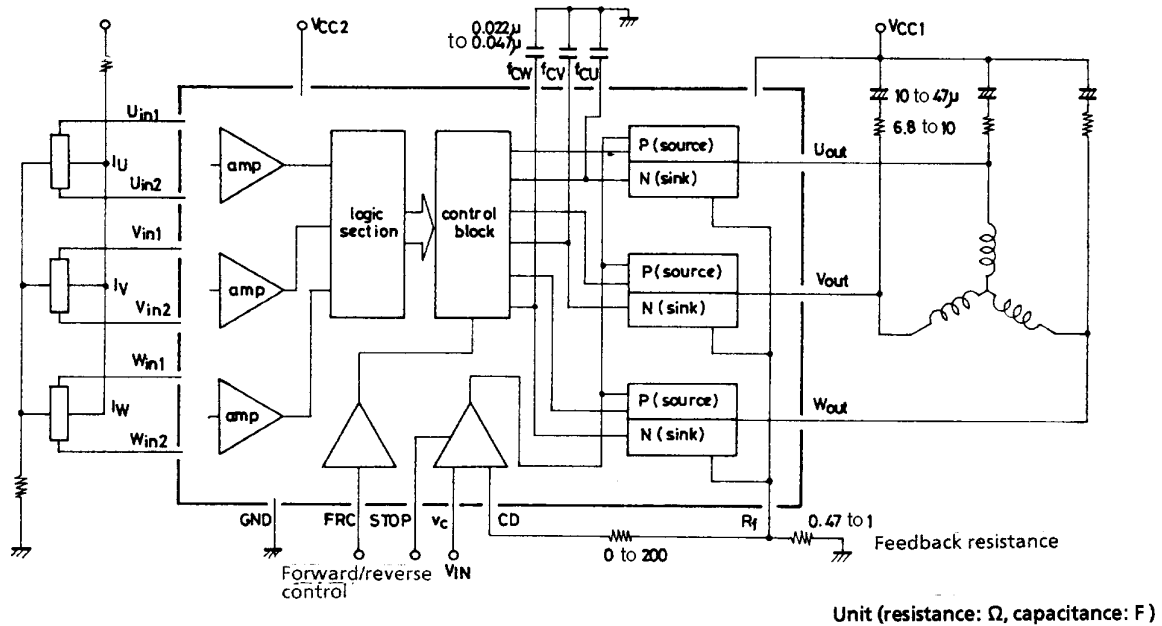 VCC2
0.022μ
to 0.047μ
fCW fCV fCU
VCC1
10 to 47μ
6.8 to 10
Uin1
IU
Uin2
Vin1
IV
Vin2
Win1
IW
Win2
amp
amp
amp
logic
section
control
block
P (source)
N (sink)
P (source)
N (sink)
P (source)
N (sink)
Uout
Vout
Wout
GND
FRC
STOP
vc
CD
Rf
0.47 to 1
0 to 200
Feedback resistance
Forward/reverse
control
VIN
Unit (resistance: Ω, capacitance: F)